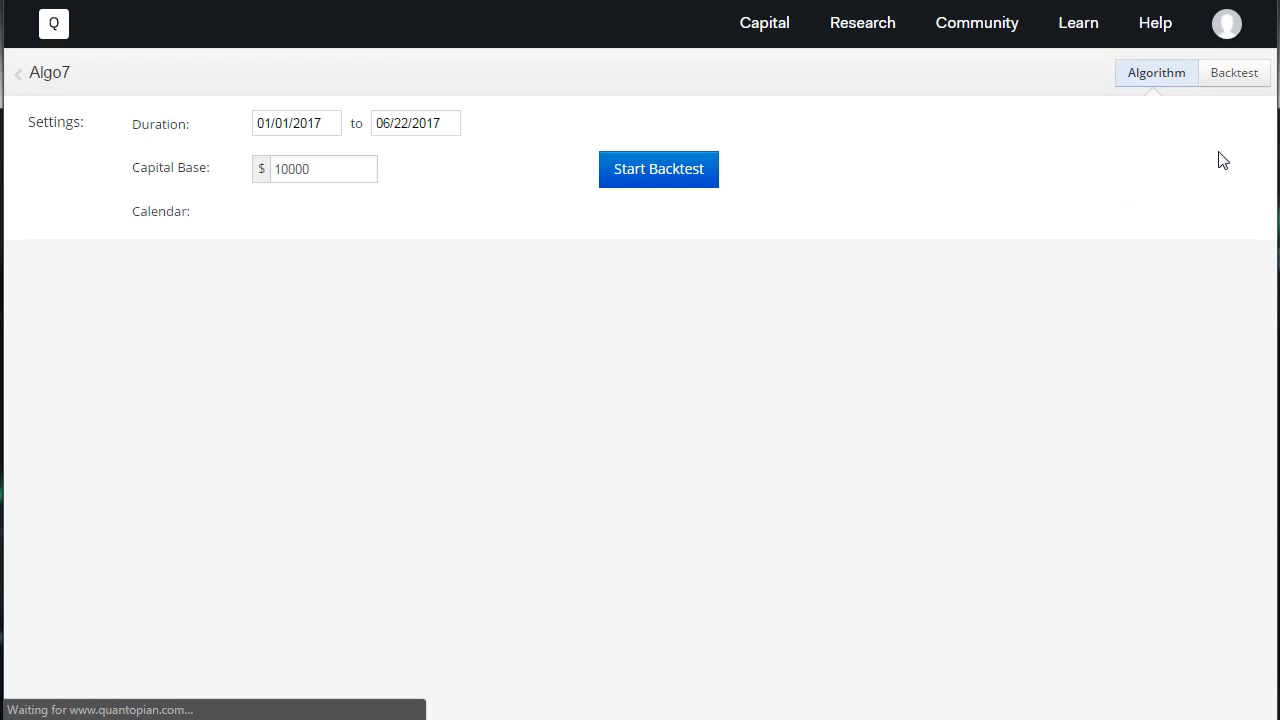 Q Capital Research Community Learn Help
Algo7 Algorithm Backtest
Settings: Duration: 01/01/2017 to 06/22/2017
Capital Base: $ 10000 Start Backtest
Calendar:
Waiting for www.quantopian.com...